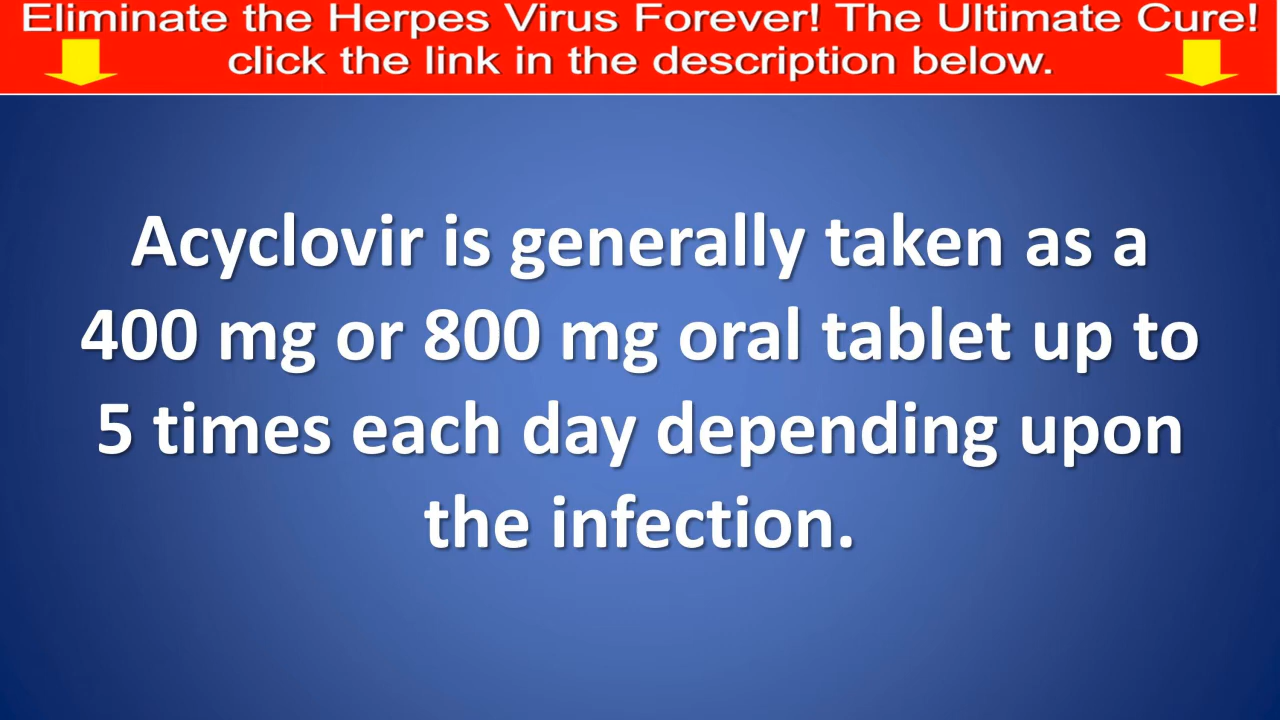 Eliminate the Herpes Virus Forever! The Ultimate Cure!
click the link in the description below.
Acyclovir is generally taken as a
400 mg or 800 mg oral tablet up to
5 times each day depending upon
the infection.